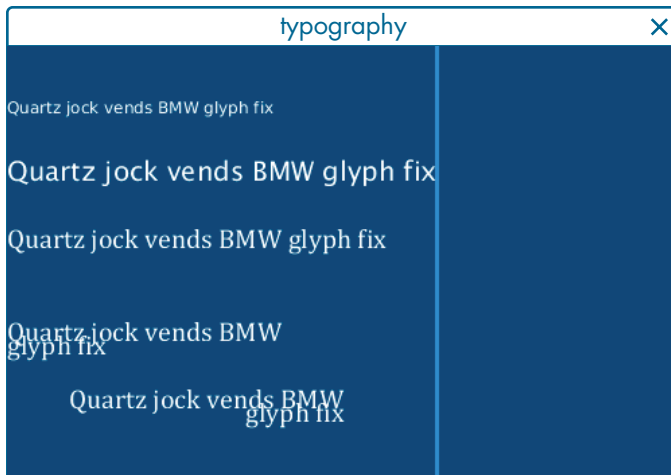 typography
Quartz jock vends BMW glyph fix
Quartz jock vends BMW glyph fix
Quartz jock vends BMW glyph fix
Quartz jock vends BMW
glyph fix
Quartz jock vends BMW
glyph fix